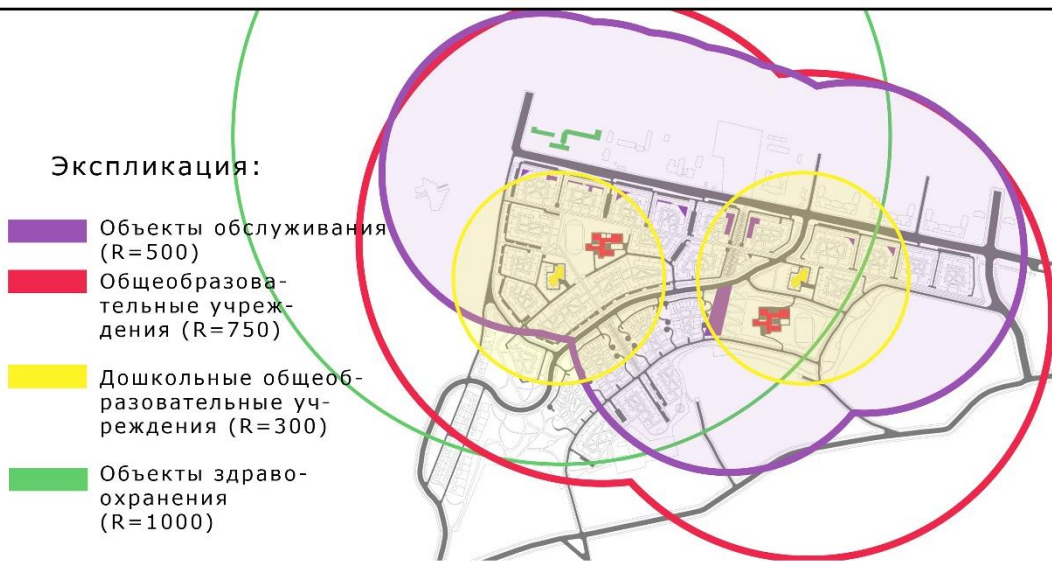 Экспликация:
Объекты обслуживания
(R=500)
Общеобразова-
тельные учреж-
дения (R=750)
Дошкольные общеоб-
разовательные уч-
реждения (R=300)
Объекты здраво-
охранения
(R=1000)